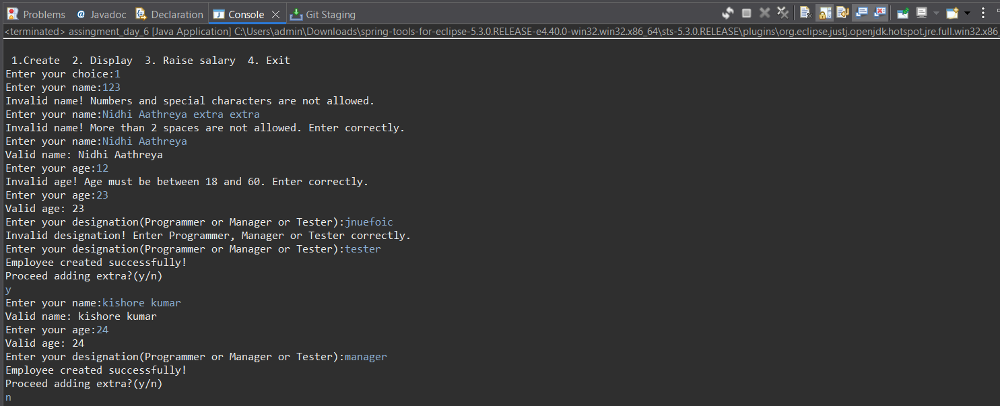 Problems @ Javadoc Declaration Console Git Staging
<terminated> assingment_day_6 [Java Application] C:\Users\admin\Downloads\spring-tools-for-eclipse-5.3.0.RELEASE-e4.40.0-win32.win32.x86_64\sts-5.3.0.RELEASE\plugins\org.eclipse.justj.openjdk.hotspot.jre.full.win32.x86_
1.Create  2. Display  3. Raise salary  4. Exit
Enter your choice:1
Enter your name:123
Invalid name! Numbers and special characters are not allowed.
Enter your name:Nidhi Aathreya extra extra
Invalid name! More than 2 spaces are not allowed. Enter correctly.
Enter your name:Nidhi Aathreya
Valid name: Nidhi Aathreya
Enter your age:12
Invalid age! Age must be between 18 and 60. Enter correctly.
Enter your age:23
Valid age: 23
Enter your designation(Programmer or Manager or Tester):jnuefoic
Invalid designation! Enter Programmer, Manager or Tester correctly.
Enter your designation(Programmer or Manager or Tester):tester
Employee created successfully!
Proceed adding extra?(y/n)
y
Enter your name:kishore kumar
Valid name: kishore kumar
Enter your age:24
Valid age: 24
Enter your designation(Programmer or Manager or Tester):manager
Employee created successfully!
Proceed adding extra?(y/n)
n